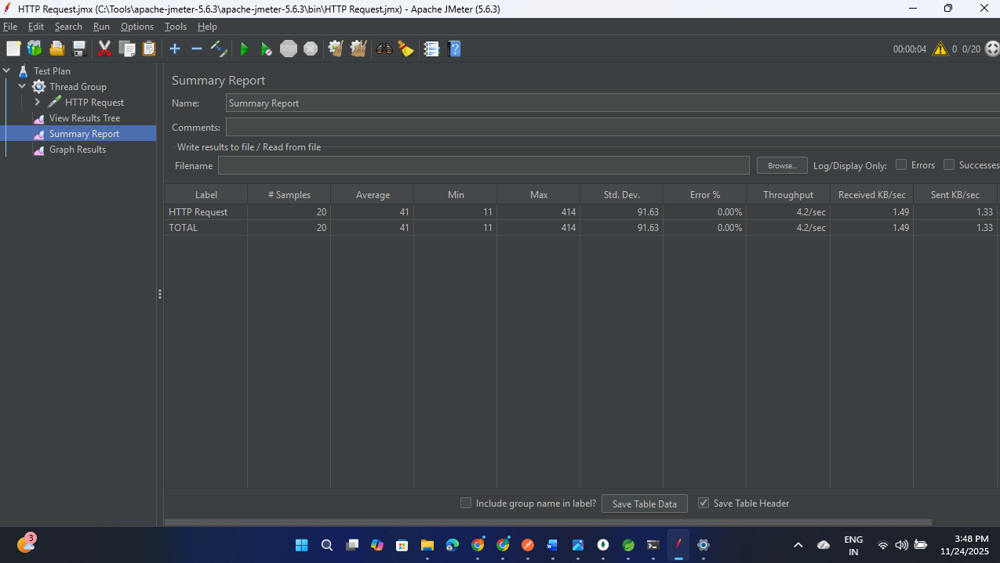 HTTP Request.jmx (C:\Tools\apache-jmeter-5.6.3\apache-jmeter-5.6.3\bin\HTTP Request.jmx) - Apache JMeter (5.6.3)
File Edit Search Run Options Tools Help
STOP 00:00:04 0 0/20
Test Plan
Thread Group
HTTP Request
View Results Tree
Summary Report
Graph Results
Summary Report
Name: Summary Report
Comments:
Write results to file / Read from file
Filename Browse... Log/Display Only: Errors Successes
Label # Samples Average Min Max Std. Dev. Error % Throughput Received KB/sec Sent KB/sec
HTTP Request 20 41 11 414 91.63 0.00% 4.2/sec 1.49 1.33
TOTAL 20 41 11 414 91.63 0.00% 4.2/sec 1.49 1.33
Include group name in label? Save Table Data Save Table Header
3 ENG 3:48 PM
IN 11/24/2025